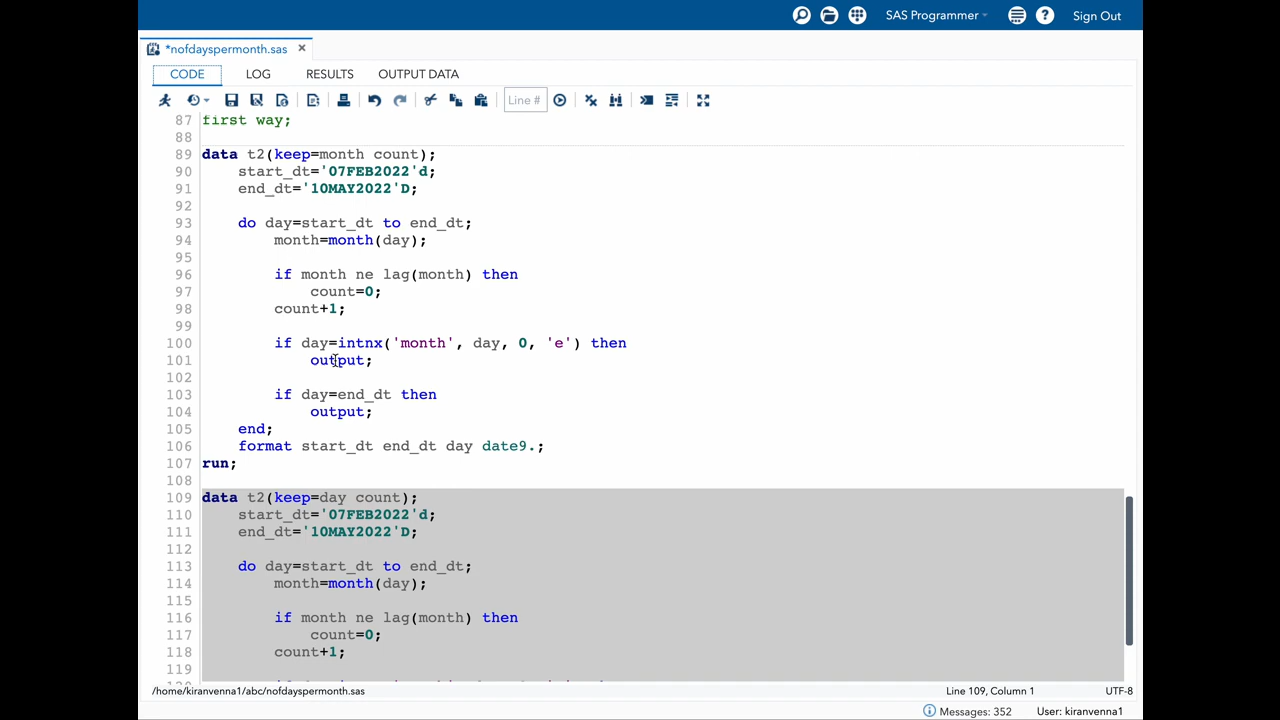 SAS Programmer
Sign Out
*nofdayspermonth.sas
CODE LOG RESULTS OUTPUT DATA
Line #
87 first way;
88
89 data t2(keep=month count);
90 start_dt='07FEB2022'd;
91 end_dt='10MAY2022'D;
92
93 do day=start_dt to end_dt;
94 month=month(day);
95
96 if month ne lag(month) then
97 count=0;
98 count+1;
99
100 if day=intnx('month', day, 0, 'e') then
101 output;
102
103 if day=end_dt then
104 output;
105 end;
106 format start_dt end_dt day date9.;
107 run;
108
109 data t2(keep=day count);
110 start_dt='07FEB2022'd;
111 end_dt='10MAY2022'D;
112
113 do day=start_dt to end_dt;
114 month=month(day);
115
116 if month ne lag(month) then
117 count=0;
118 count+1;
119
/home/kiranvenna1/abc/nofdayspermonth.sas
Line 109, Column 1
UTF-8
Messages: 352
User: kiranvenna1